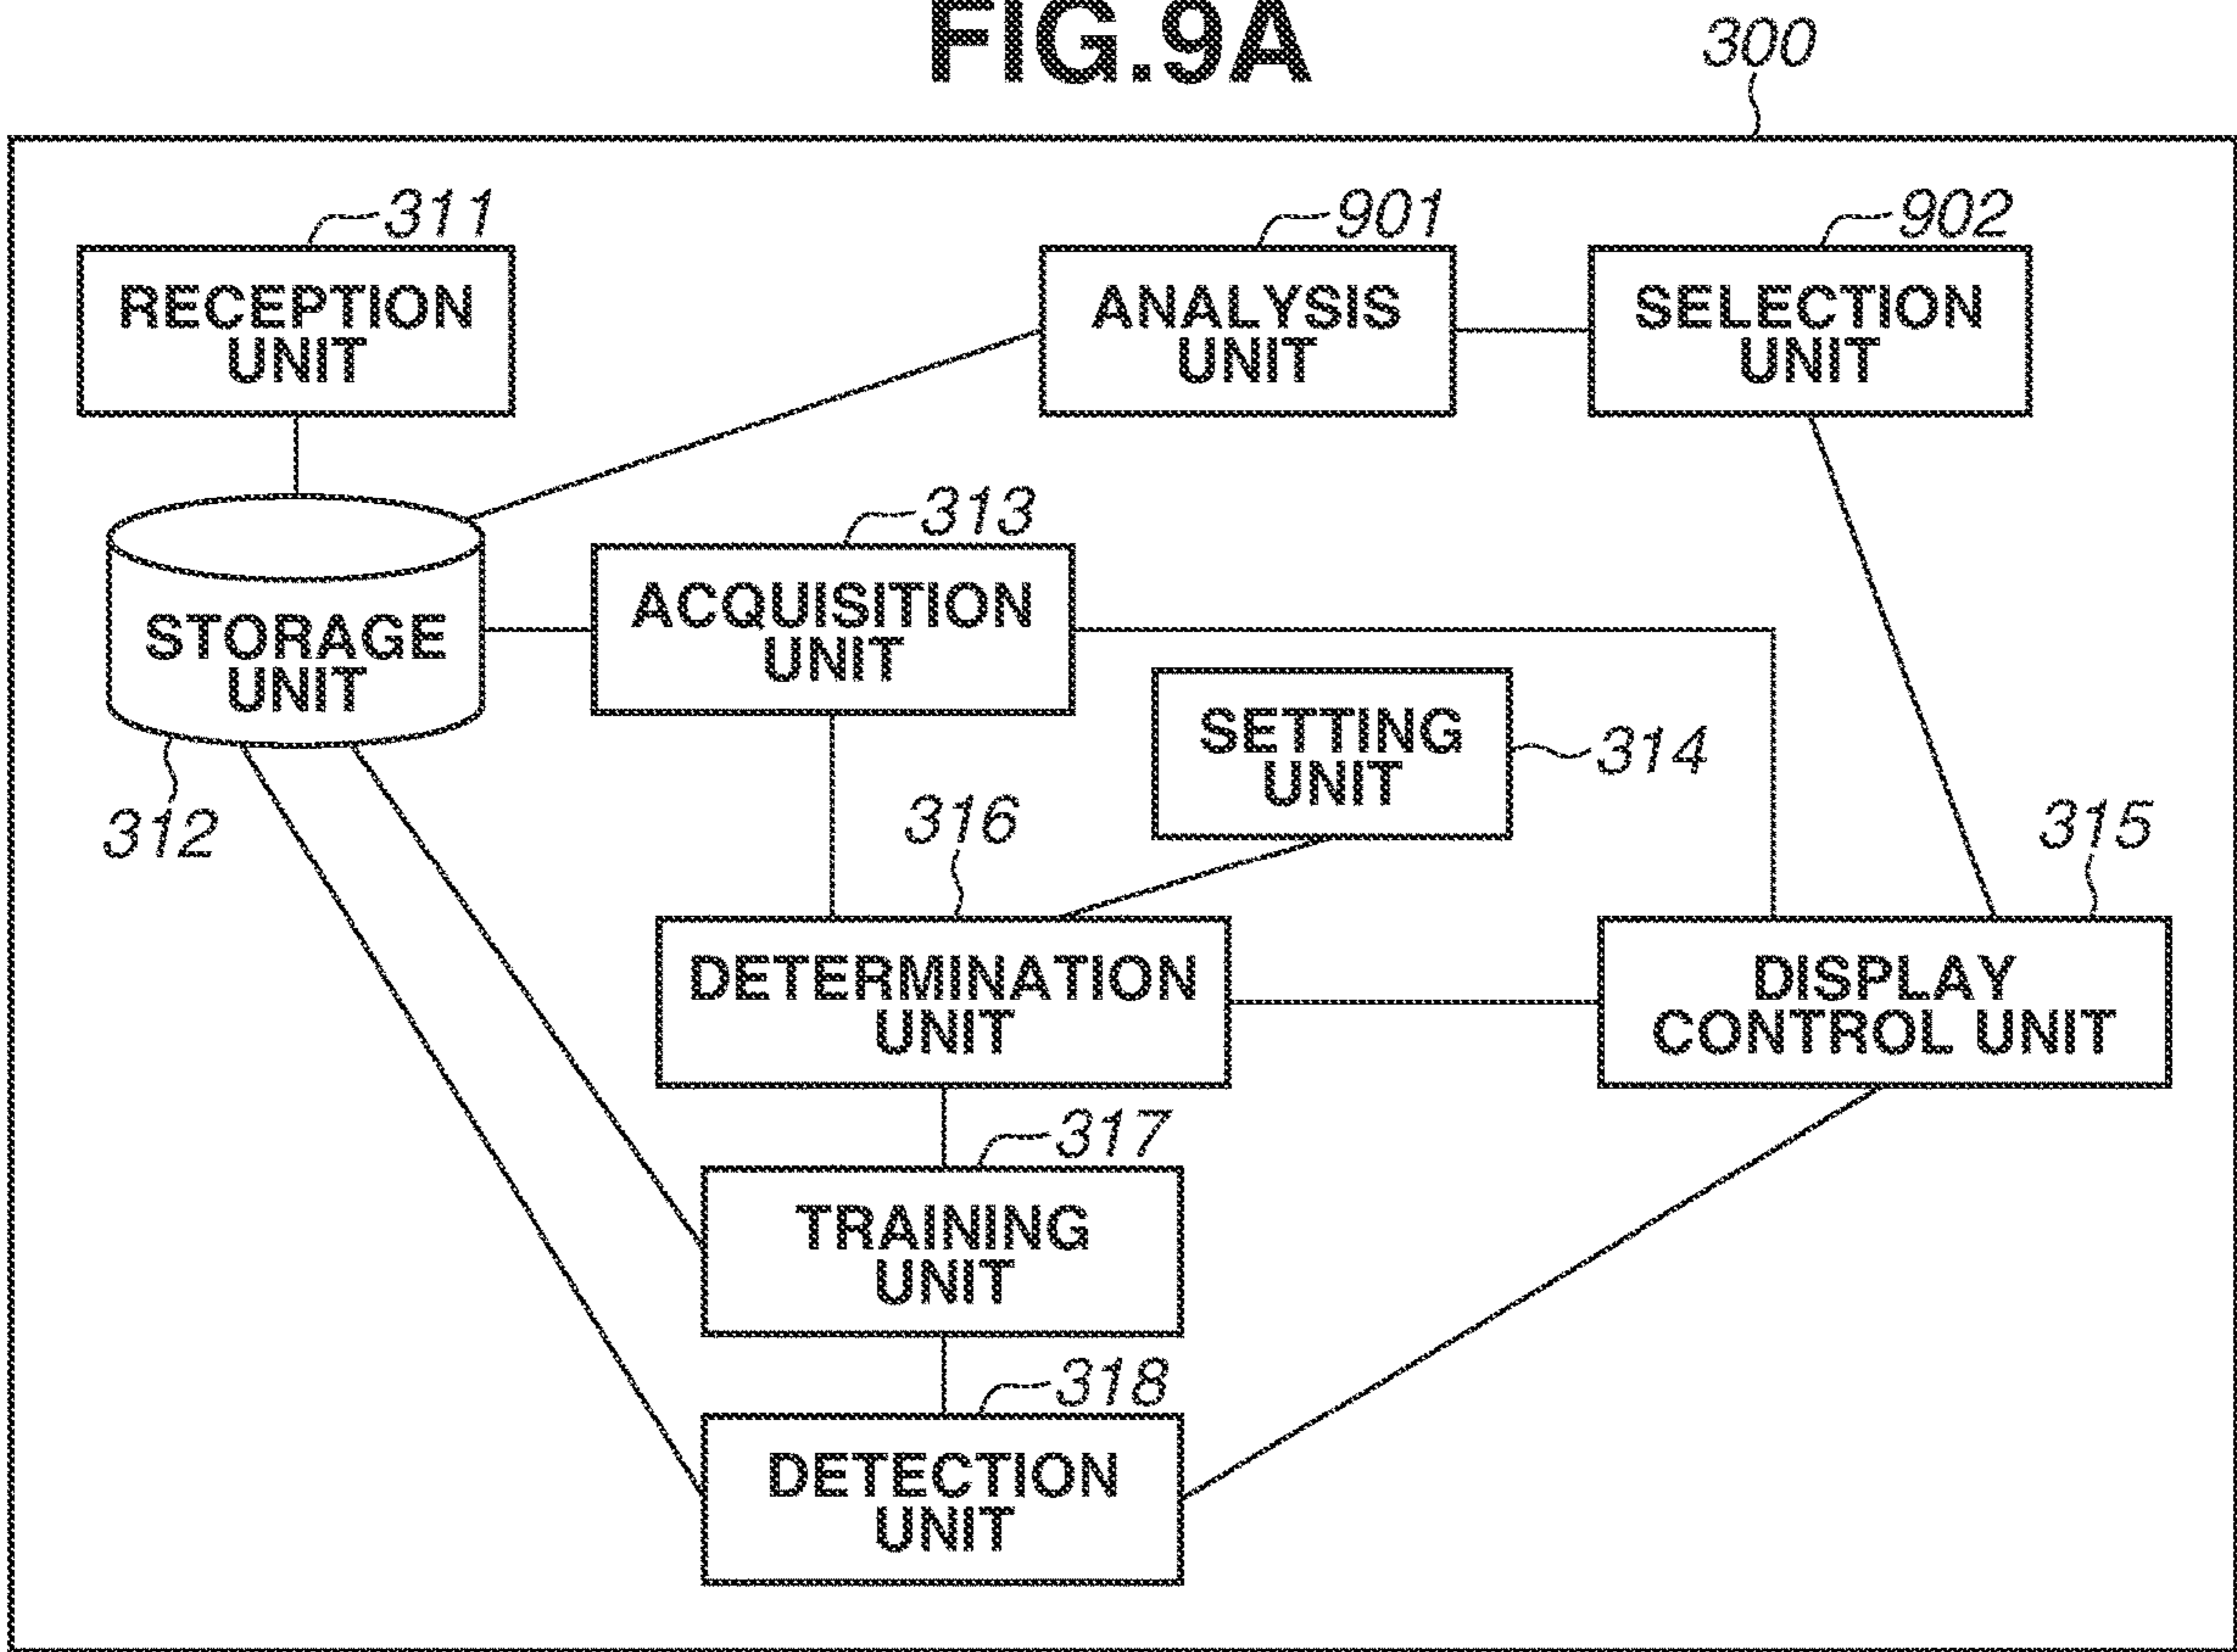 FIG.9A
300
311
901
902
RECEPTION
UNIT
ANALYSIS
UNIT
SELECTION
UNIT
313
ACQUISITION
UNIT
STORAGE
UNIT
SETTING
UNIT
314
312
316
315
DETERMINATION
UNIT
DISPLAY
CONTROL UNIT
317
TRAINING
UNIT
318
DETECTION
UNIT